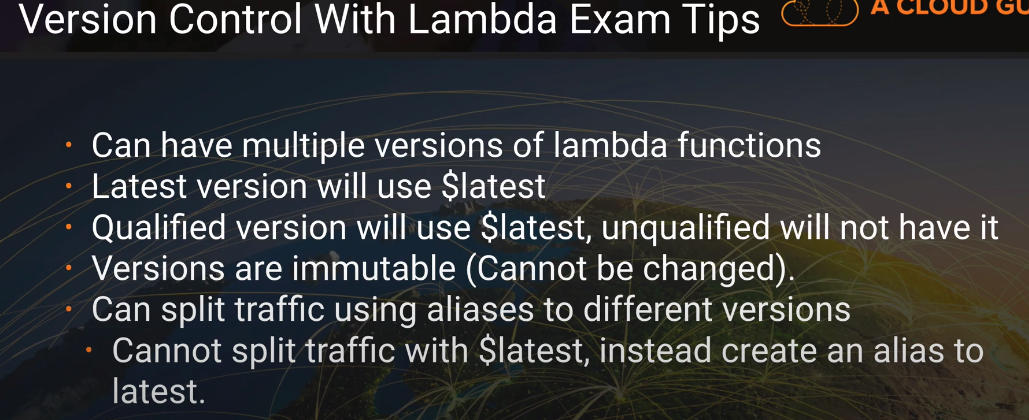 Version Control With Lambda Exam Tips
A CLOUD GU
• Can have multiple versions of lambda functions
• Latest version will use $latest
• Qualified version will use $latest, unqualified will not have it
• Versions are immutable (Cannot be changed).
• Can split traffic using aliases to different versions
• Cannot split traffic with $latest, instead create an alias to
latest.